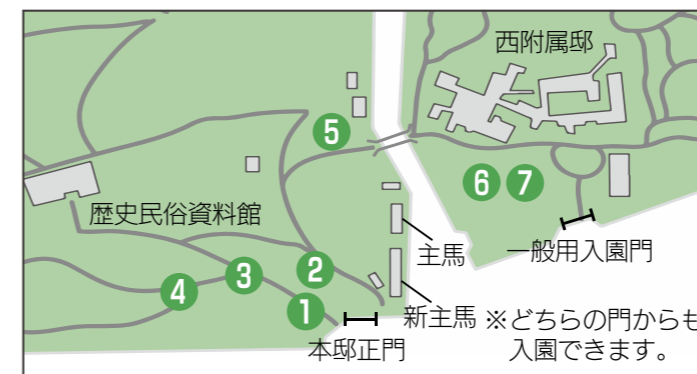 西附属邸
5
6 7
歴史民俗資料館
主馬
一般用入園門
2
3
4
1
新主馬
本邸正門
※どちらの門からも
入園できます。